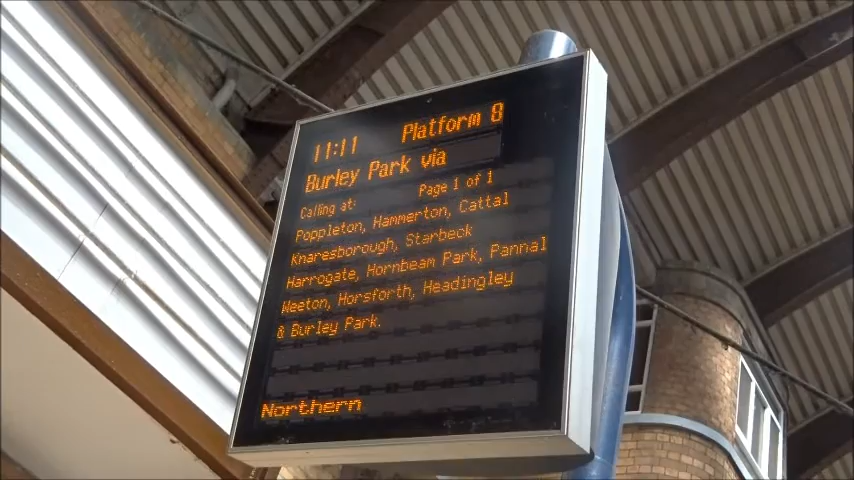 11:11 Platform 8
Burley Park via
Calling at: Page 1 of 1
Poppleton, Hammerton, Cattal
Knaresborough, Starbeck
Harrogate, Hornbeam Park, Pannal
Weeton, Horsforth, Headingley
& Burley Park.
Northern